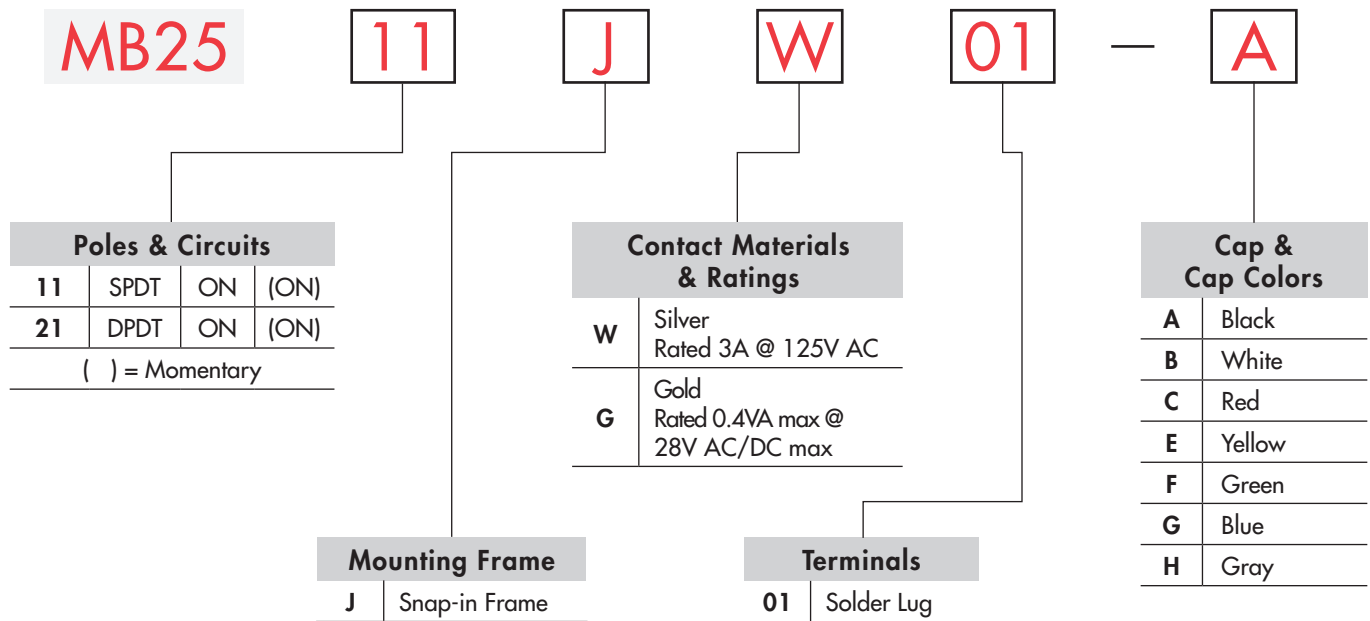 MB25 11 J W 01 — A
Poles & Circuits
11 SPDT ON (ON)
21 DPDT ON (ON)
( ) = Momentary
Mounting Frame
J Snap-in Frame
Contact Materials
& Ratings
W Silver
Rated 3A @ 125V AC
G Gold
Rated 0.4VA max @
28V AC/DC max
Terminals
01 Solder Lug
Cap &
Cap Colors
A Black
B White
C Red
E Yellow
F Green
G Blue
H Gray